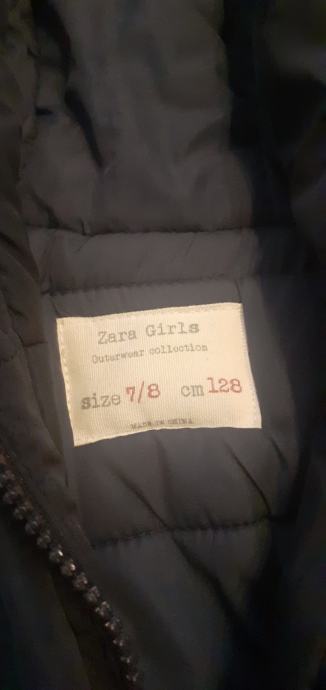 Zara Girls
Outerwear collection
size 7/8 cm 128
MADE IN CHINA